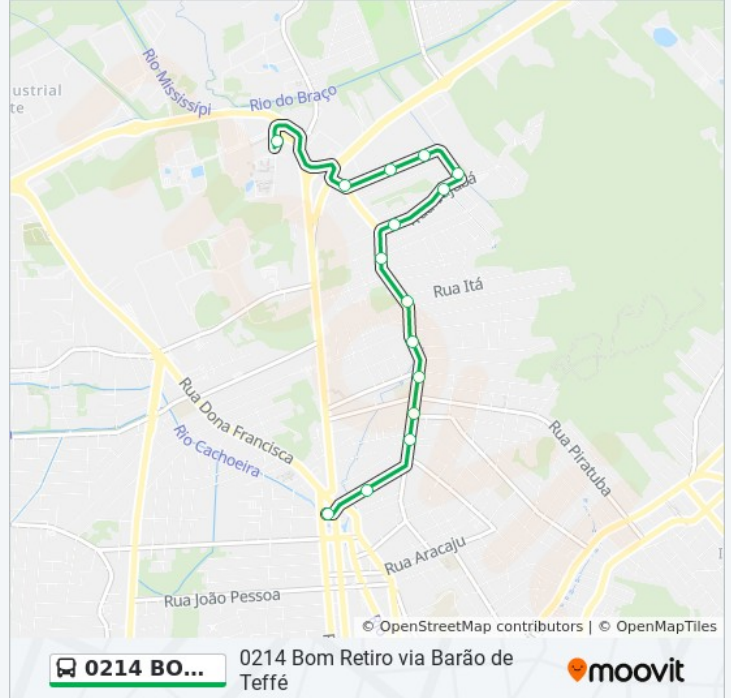 Rio Mississípi
Rio do Braço
ustrial
te
Rua Itá
Rua Dona Francisca
Rio Cachoeira
Rua Piratuba
Rua Aracaju
Rua João Pessoa
© OpenStreetMap contributors | © OpenMapTiles
0214 BO...
0214 Bom Retiro via Barão de
Teffé
moovit